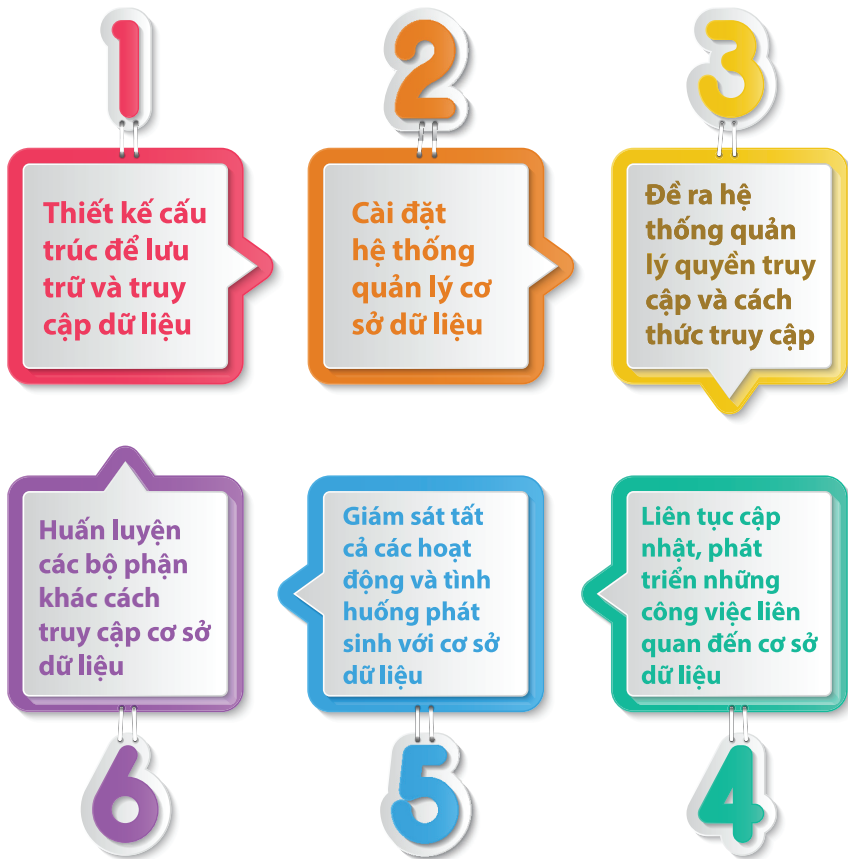 1
Thiết kế cấu
trúc để lưu
trữ và truy
cập dữ liệu
2
Cài đặt
hệ thống
quản lý cơ
sở dữ liệu
3
Đề ra hệ
thống quản
lý quyền truy
cập và cách
thức truy cập
4
Liên tục cập
nhật, phát
triển những
công việc liên
quan đến cơ sở
dữ liệu
5
Giám sát tất
cả các hoạt
động và tình
huống phát
sinh với cơ sở
dữ liệu
6
Huấn luyện
các bộ phận
khác cách
truy cập cơ sở
dữ liệu